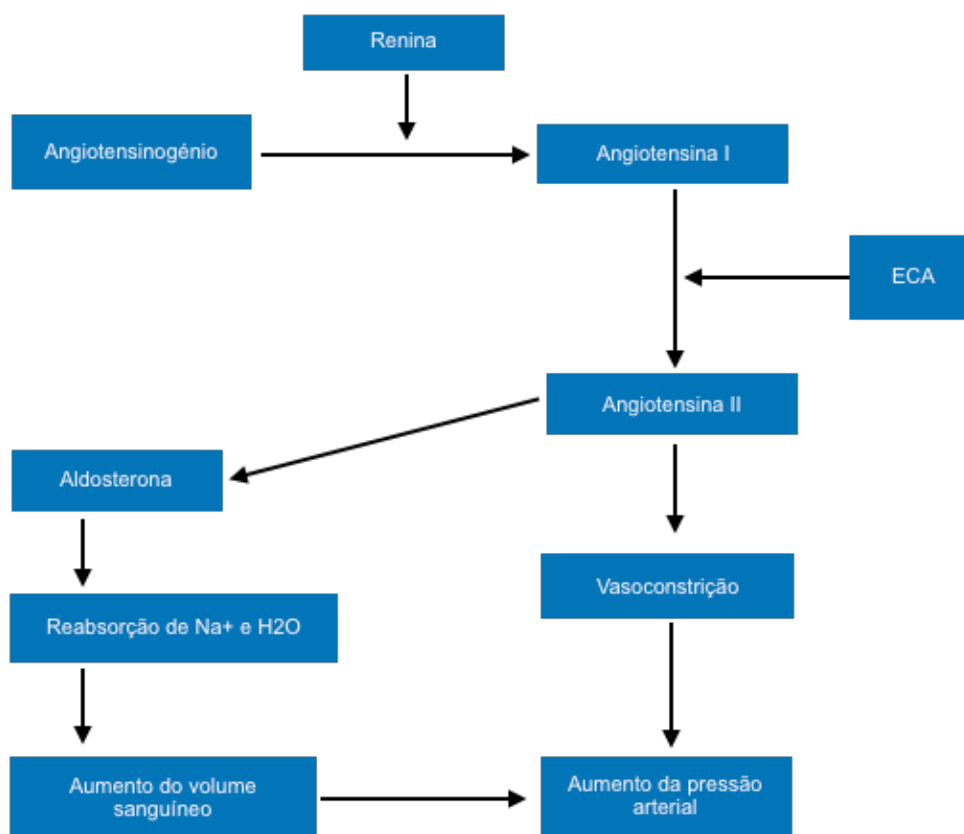 Renina
Angiotensinogénio
Angiotensina I
ECA
Angiotensina II
Aldosterona
Vasoconstrição
Reabsorção de Na+ e H2O
Aumento do volume
sanguíneo
Aumento da pressão
arterial